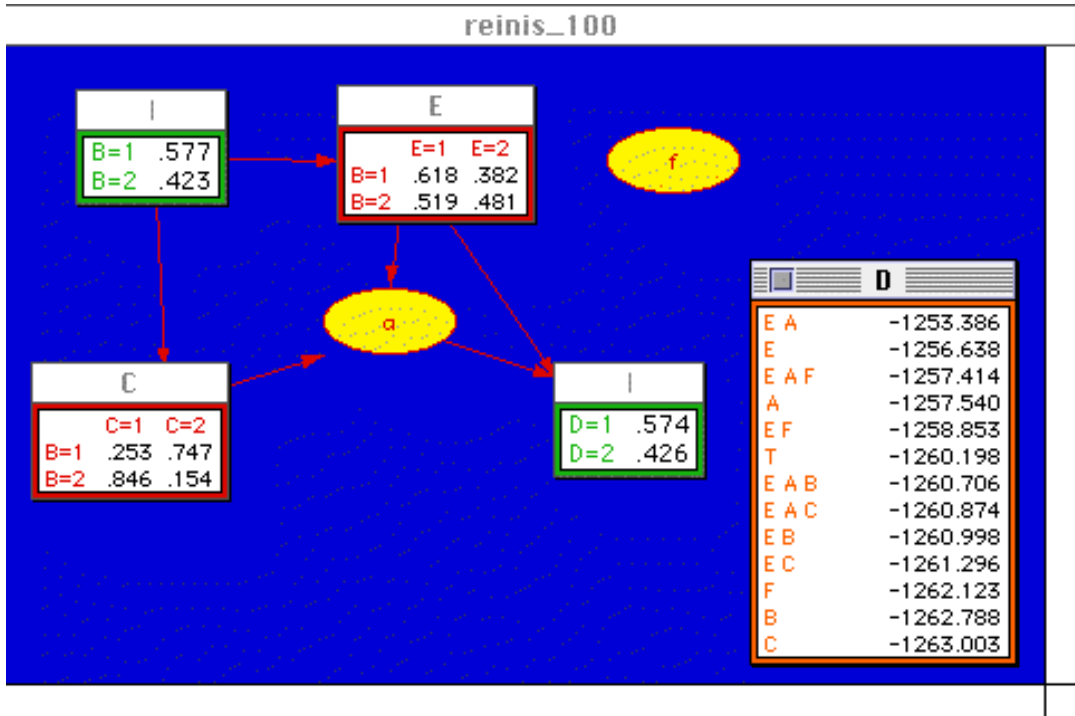 reinis_100
I
B=1 .577
B=2 .423
E
E=1 E=2
B=1 .618 .382
B=2 .519 .481
f
a
C
C=1 C=2
B=1 .253 .747
B=2 .846 .154
I
D=1 .574
D=2 .426
D
E A -1253.386
E -1256.638
E A F -1257.414
A -1257.540
E F -1258.853
T -1260.198
E A B -1260.706
E A C -1260.874
E B -1260.998
E C -1261.296
F -1262.123
B -1262.788
C -1263.003